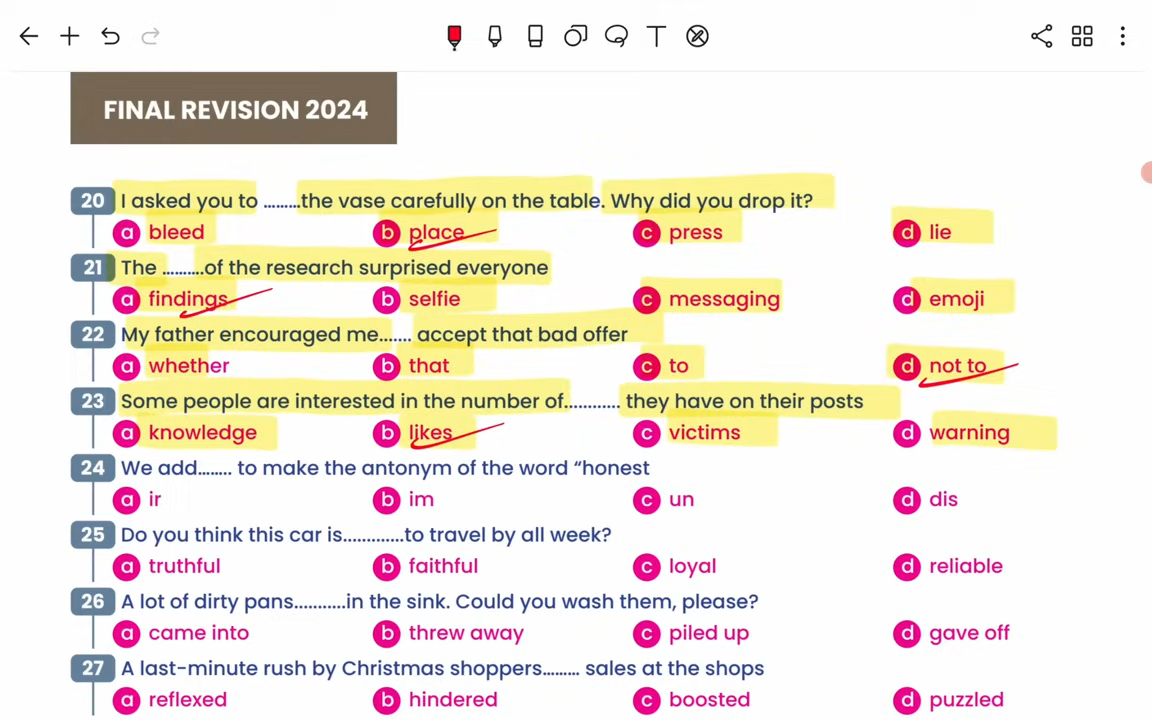 FINAL REVISION 2024
20 I asked you to .........the vase carefully on the table. Why did you drop it?
a bleed b place c press d lie
21 The ..........of the research surprised everyone
a findings b selfie c messaging d emoji
22 My father encouraged me....... accept that bad offer
a whether b that c to d not to
23 Some people are interested in the number of............ they have on their posts
a knowledge b likes c victims d warning
24 We add........ to make the antonym of the word “honest
a ir b im c un d dis
25 Do you think this car is.............to travel by all week?
a truthful b faithful c loyal d reliable
26 A lot of dirty pans...........in the sink. Could you wash them, please?
a came into b threw away c piled up d gave off
27 A last-minute rush by Christmas shoppers......... sales at the shops
a reflexed b hindered c boosted d puzzled